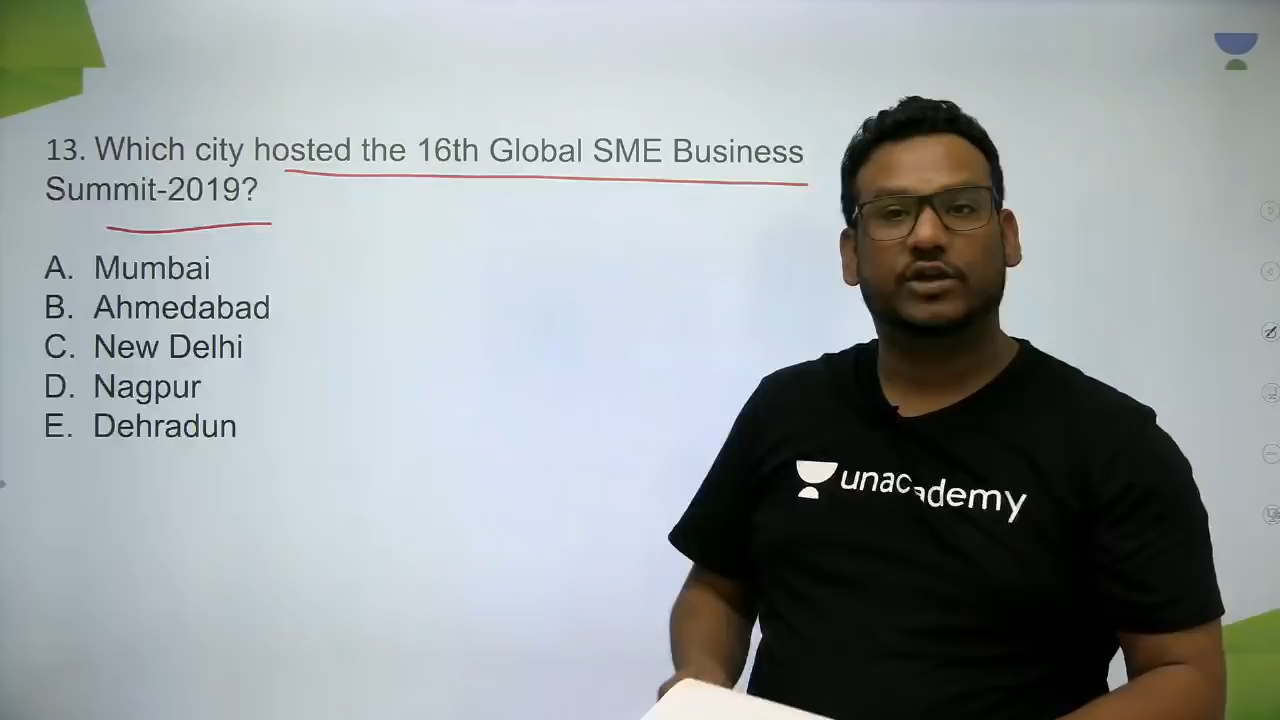 13. Which city hosted the 16th Global SME Business
Summit-2019?
A. Mumbai
B. Ahmedabad
C. New Delhi
D. Nagpur
E. Dehradun
unacademy